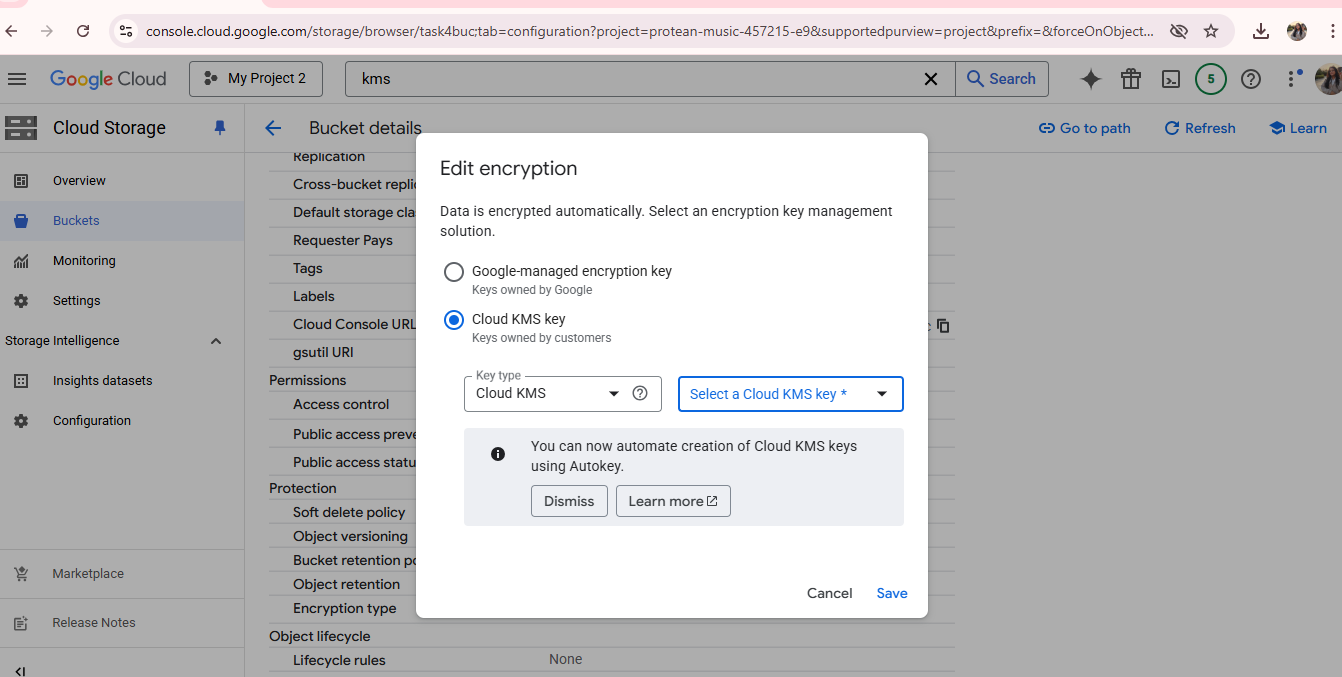 console.cloud.google.com/storage/browser/task4buc;tab=configuration?project=protean-music-457215-e9&supportedpurview=project&prefix=&forceOnObject...
Google Cloud
My Project 2
kms
Search
5
Cloud Storage
Bucket details
Go to path
Refresh
Learn
Overview
Buckets
Monitoring
Settings
Storage Intelligence
Insights datasets
Configuration
Marketplace
Release Notes
Replication
Cross-bucket replic
Default storage cla
Requester Pays
Tags
Labels
Cloud Console URL
gsutil URI
Permissions
Access control
Public access preve
Public access statu
Protection
Soft delete policy
Object versioning
Bucket retention po
Object retention
Encryption type
Object lifecycle
Lifecycle rules None
Edit encryption
Data is encrypted automatically. Select an encryption key management
solution.
Google-managed encryption key
Keys owned by Google
Cloud KMS key
Keys owned by customers
Key type
Cloud KMS
Select a Cloud KMS key *
You can now automate creation of Cloud KMS keys
using Autokey.
Dismiss
Learn more
Cancel
Save